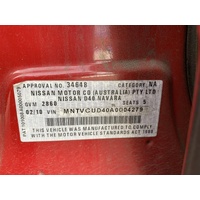 APPROVAL NO. 34648 CATEGORY NA
NISSAN MOTOR CO (AUSTRALIA) PTY LTD
NISSAN D40 NAVARA
GVM 2860 SEATS 5
02/10 VIN MNTVCUD40A0004279
THIS VEHICLE WAS MANUFACTURED TO COMPLY
WITH THE MOTOR VEHICLE STANDARDS ACT 1989